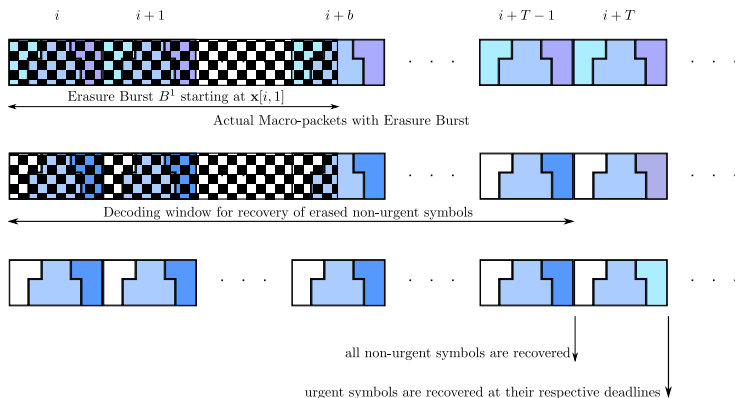 i i + 1 i + b i + T − 1 i + T
· · · · · ·
Erasure Burst B¹ starting at x[i, 1]
Actual Macro-packets with Erasure Burst
· · · · · ·
Decoding window for recovery of erased non-urgent symbols
· · · · · · · · ·
all non-urgent symbols are recovered
urgent symbols are recovered at their respective deadlines